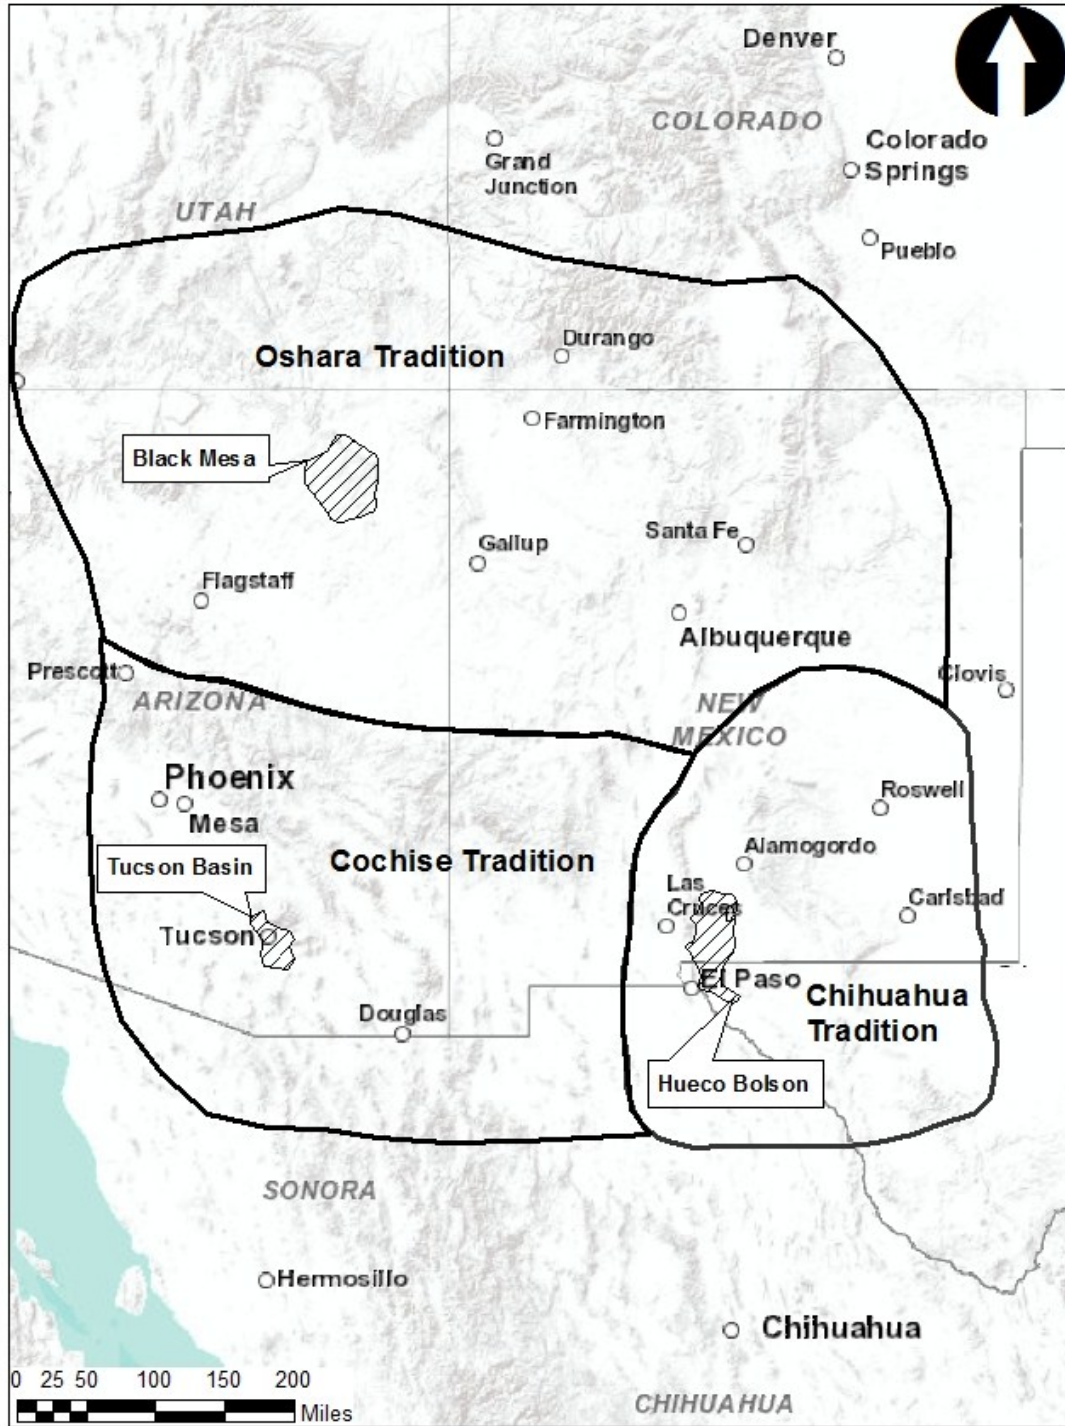 Denver
COLORADO
Colorado
Springs
Grand
Junction
UTAH
Pueblo
Durango
Oshara Tradition
Farmington
Black Mesa
Santa Fe
Gallup
Flagstaff
Albuquerque
Prescott
Clovis
ARIZONA
NEW
MEXICO
Phoenix
Mesa
Roswell
Alamogordo
Cochise Tradition
Tucson Basin
Las
Cruces
Carlsbad
Tucson
El Paso
Chihuahua
Tradition
Douglas
Hueco Bolson
SONORA
Hermosillo
Chihuahua
0 25 50 100 150 200
Miles
CHIHUAHUA